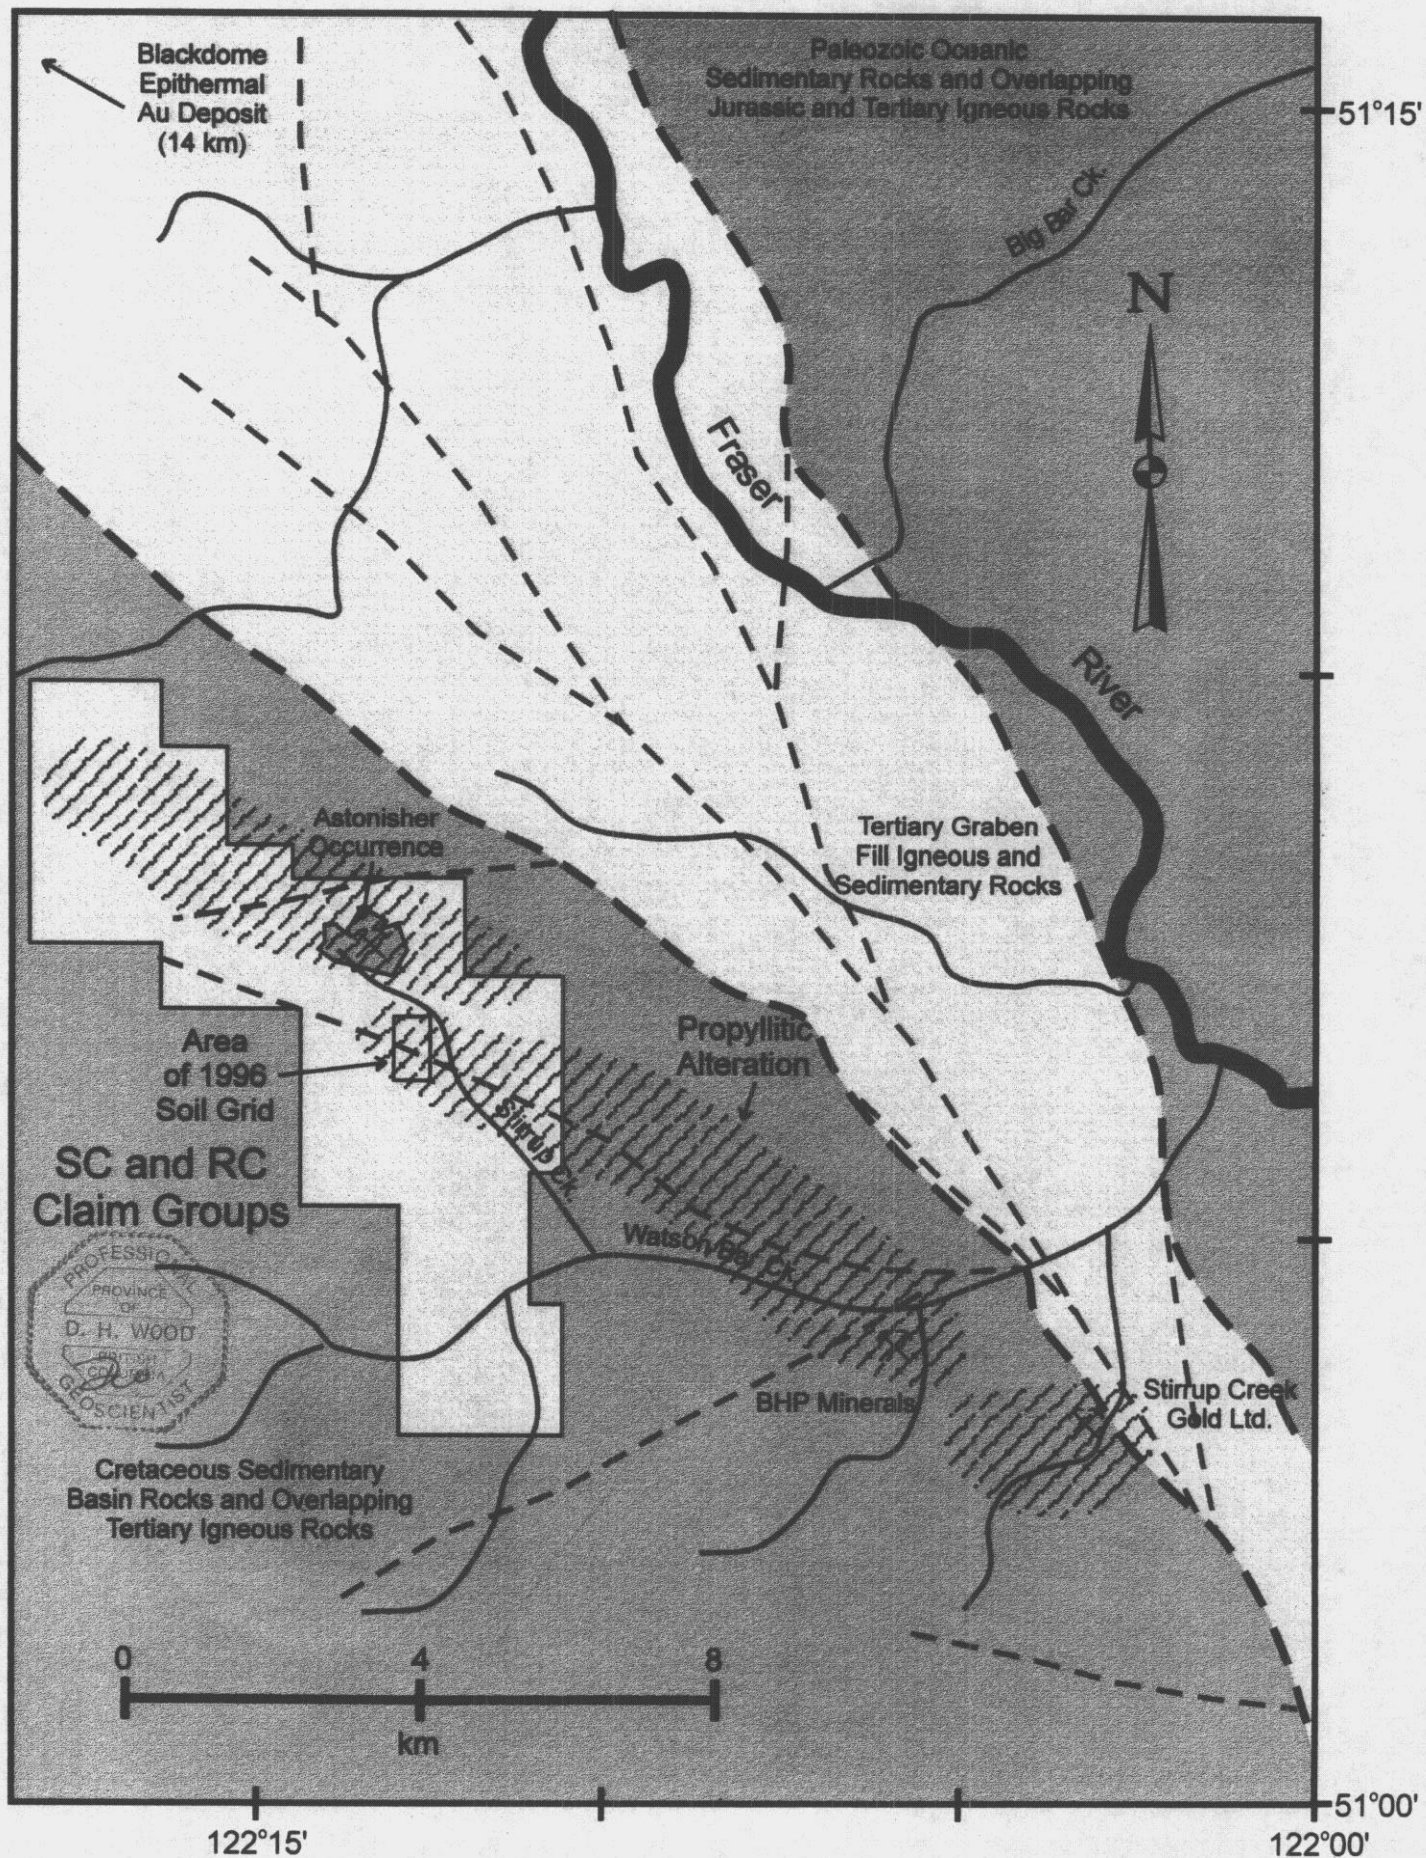 Blackdome
Epithermal
Au Deposit
(14 km)
Paleozoic Oceanic
Sedimentary Rocks and Overlapping
Jurassic and Tertiary Igneous Rocks
51°15'
Big Bar Ck.
N
Fraser
River
Astonisher
Occurrence
Tertiary Graben
Fill Igneous and
Sedimentary Rocks
Area
of 1996
Soil Grid
Propyllitic
Alteration
Stirrup Ck.
SC and RC
Claim Groups
Watson Bar Ck.
PROFESSIONAL
PROVINCE
OF
D. H. WOOD
BRITISH
COLUMBIA
GEOSCIENTIST
BHP Minerals
Stirrup Creek
Gold Ltd.
Cretaceous Sedimentary
Basin Rocks and Overlapping
Tertiary Igneous Rocks
0 4 8
km
51°00'
122°15'
122°00'